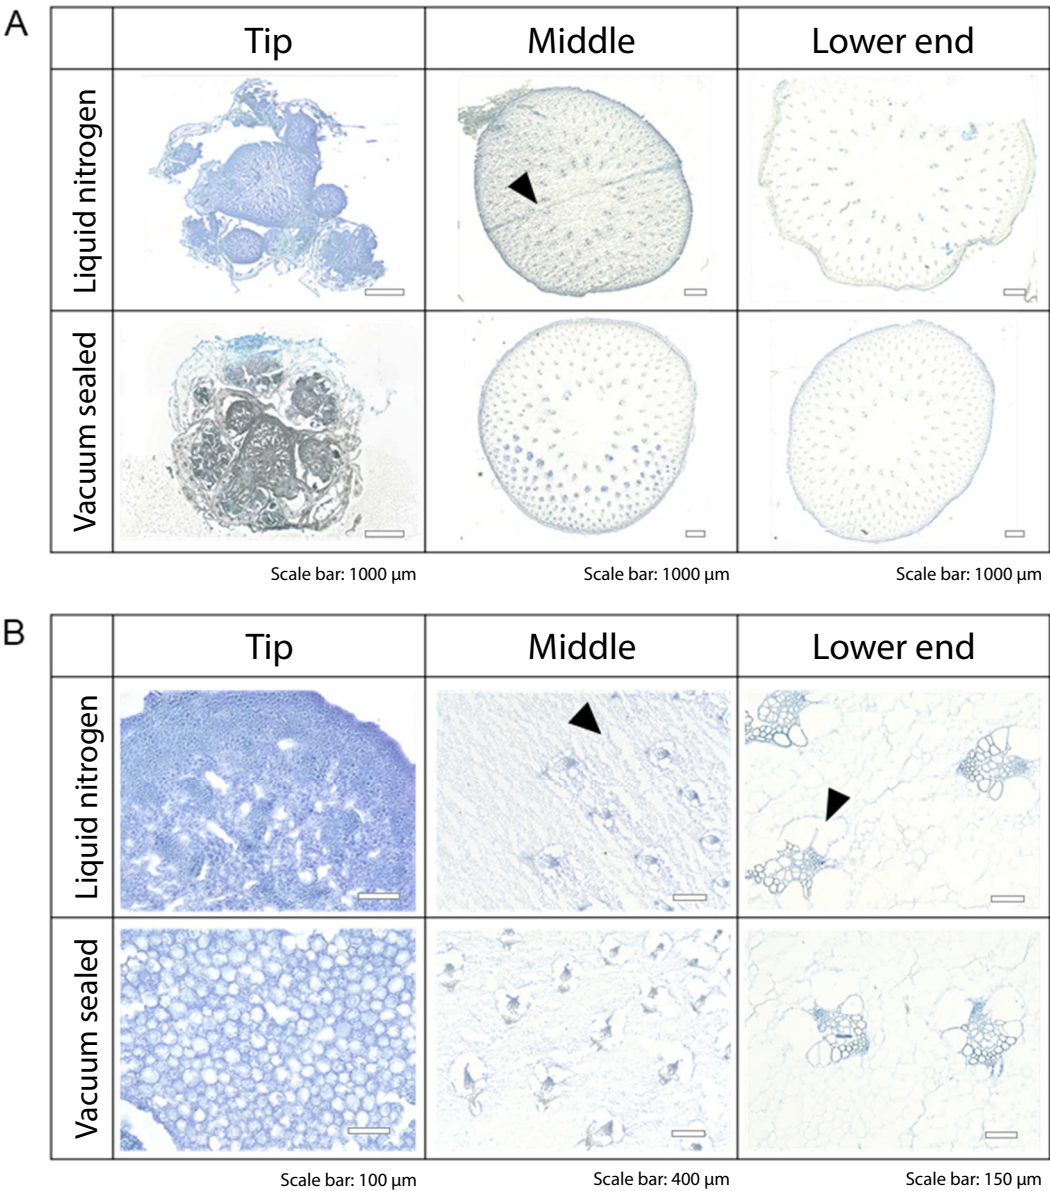 A
Tip
Middle
Lower end
Liquid nitrogen
Vacuum sealed
Scale bar: 1000 µm
Scale bar: 1000 µm
Scale bar: 1000 µm
B
Tip
Middle
Lower end
Liquid nitrogen
Vacuum sealed
Scale bar: 100 µm
Scale bar: 400 µm
Scale bar: 150 µm